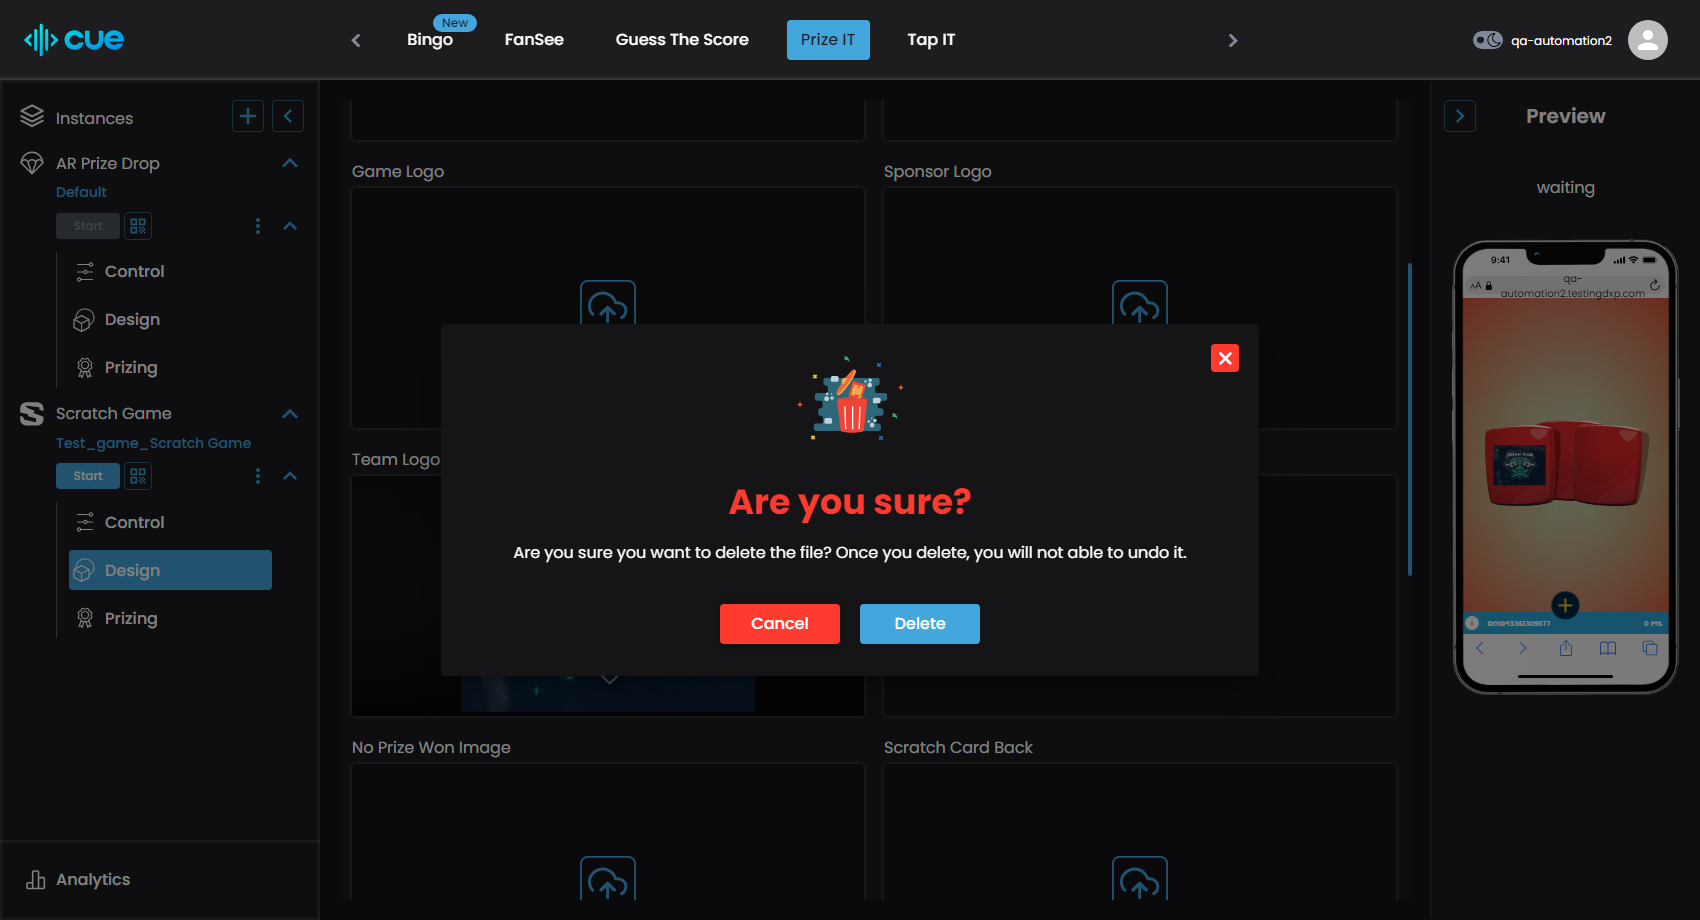 cue
Bingo
New
FanSee
Guess The Score
Prize IT
Tap IT
qa-automation2
Instances
AR Prize Drop
Default
Start
Control
Design
Prizing
Scratch Game
Test_game_Scratch Game
Start
Control
Design
Prizing
Analytics
Game Logo
Sponsor Logo
Team Logo
No Prize Won Image
Scratch Card Back
Are you sure?
Are you sure you want to delete the file? Once you delete, you will not able to undo it.
Cancel
Delete
Preview
waiting
9:41
AA
qa-
automation2.testingdxp.com
0 Pts.